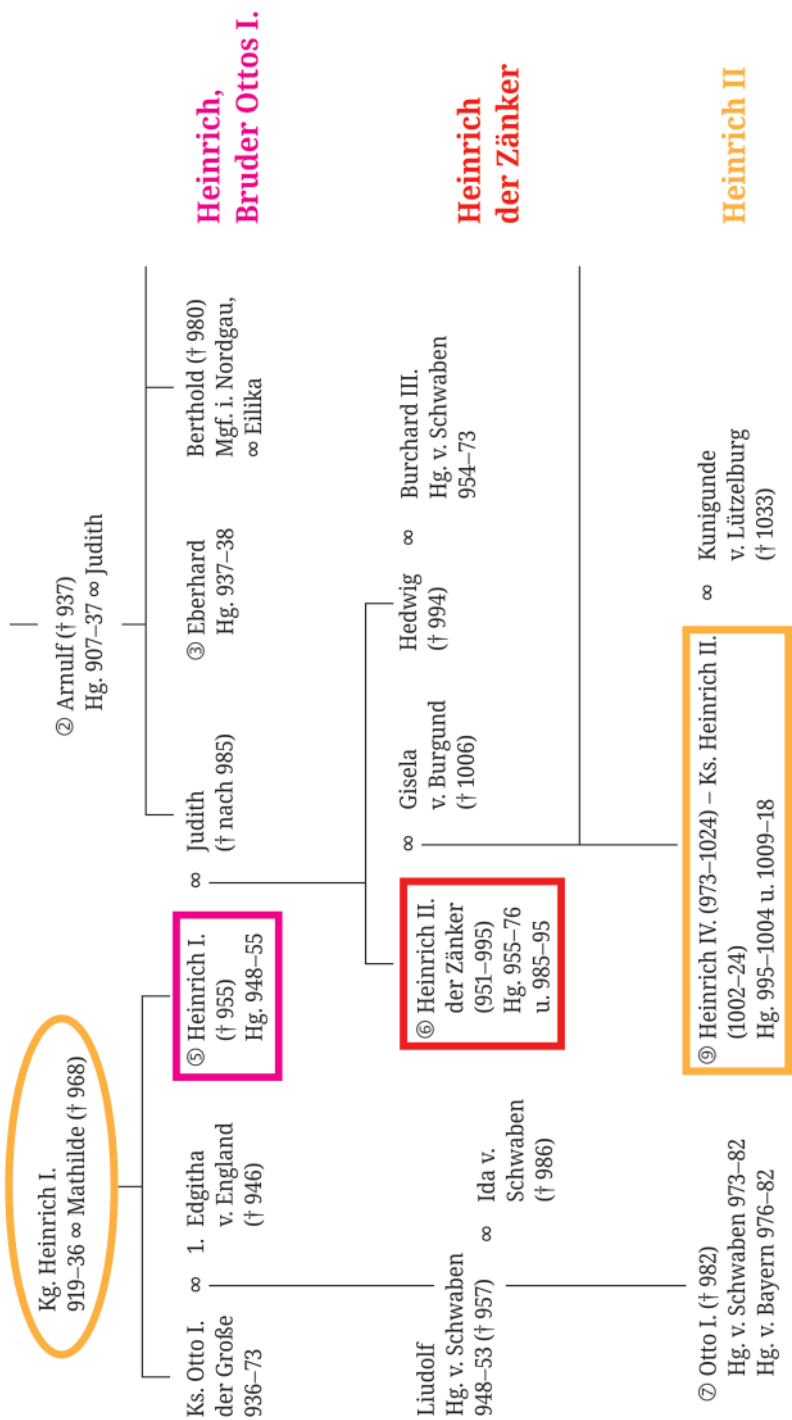 Kg. Heinrich I.
919–36 ∞ Mathilde († 968)
② Arnulf († 937)
Hg. 907–37 ∞ Judith
Ks. Otto I.
der Große
936–73
∞
1. Edgitha
v. England
(† 946)
⑤ Heinrich I.
(† 955)
Hg. 948–55
∞
Judith
(† nach 985)
③ Eberhard
Hg. 937–38
Berthold († 980)
Mgf. i. Nordgau,
∞ Eilika
Heinrich,
Bruder Ottos I.
Liudolf
Hg. v. Schwaben
948–53 († 957)
∞
Ida v.
Schwaben
(† 986)
⑥ Heinrich II.
der Zänker
(951–995)
Hg. 955–76
u. 985–95
∞
Gisela
v. Burgund
(† 1006)
Hedwig
(† 994)
∞
Burchard III.
Hg. v. Schwaben
954–73
Heinrich
der Zänker
⑦ Otto I. († 982)
Hg. v. Schwaben 973–82
Hg. v. Bayern 976–82
⑨ Heinrich IV. (973–1024) – Ks. Heinrich II.
(1002–24)
Hg. 995–1004 u. 1009–18
∞
Kunigunde
v. Lützelburg
(† 1033)
Heinrich II